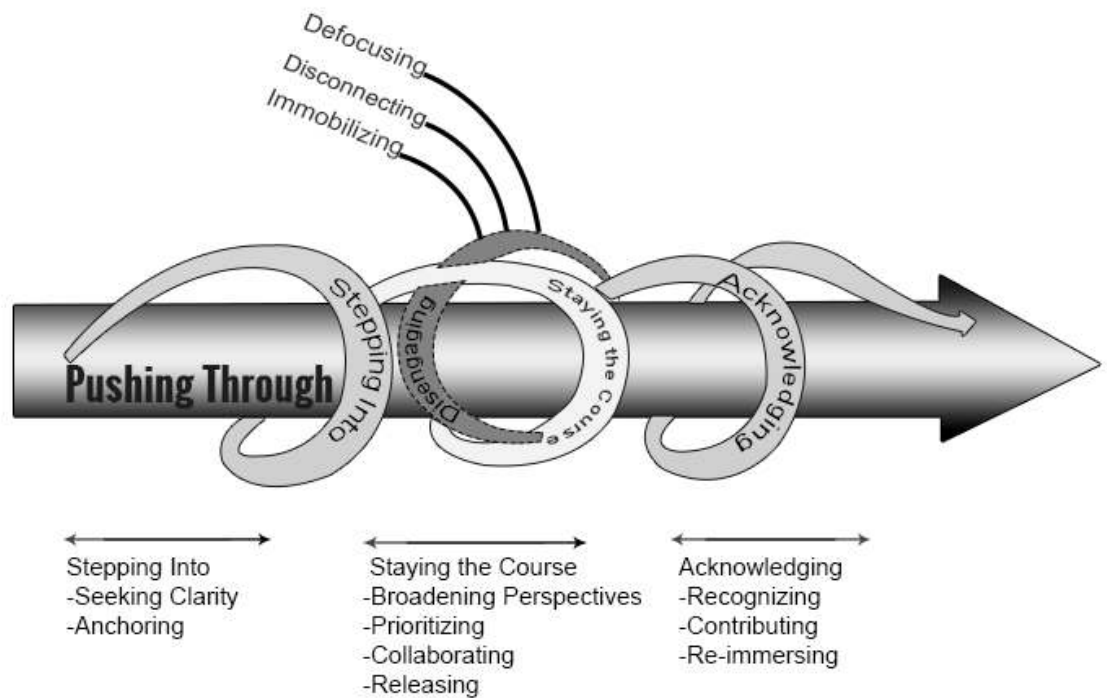 Defocusing
Disconnecting
Immobilizing
Pushing Through
Stepping Into
Disengaging
Staying the Course
Acknowledging
Stepping Into
-Seeking Clarity
-Anchoring
Staying the Course
-Broadening Perspectives
-Prioritizing
-Collaborating
-Releasing
Acknowledging
-Recognizing
-Contributing
-Re-immersing